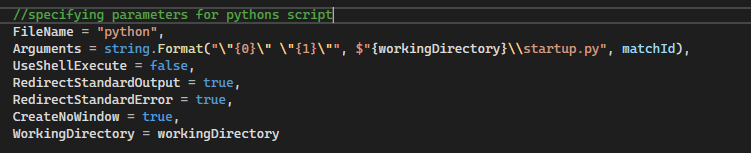 //specifying parameters for pythons script
FileName = "python",
Arguments = string.Format("\"{0}\" \"{1}\"", $"{workingDirectory}\\startup.py", matchId),
UseShellExecute = false,
RedirectStandardOutput = true,
RedirectStandardError = true,
CreateNoWindow = true,
WorkingDirectory = workingDirectory